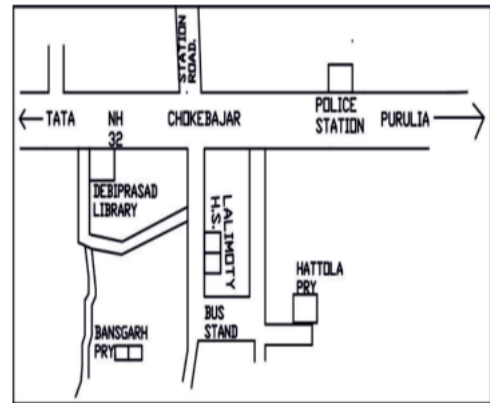 STATION
ROAD.
TATA
NH
32
CHOKEBAJAR
POLICE
STATION
PURULIA
DEBIPRASAD
LIBRARY
LALIMOTY
H.S.
HATTOLA
PRY
BUS
STAND
BANSGARH
PRY